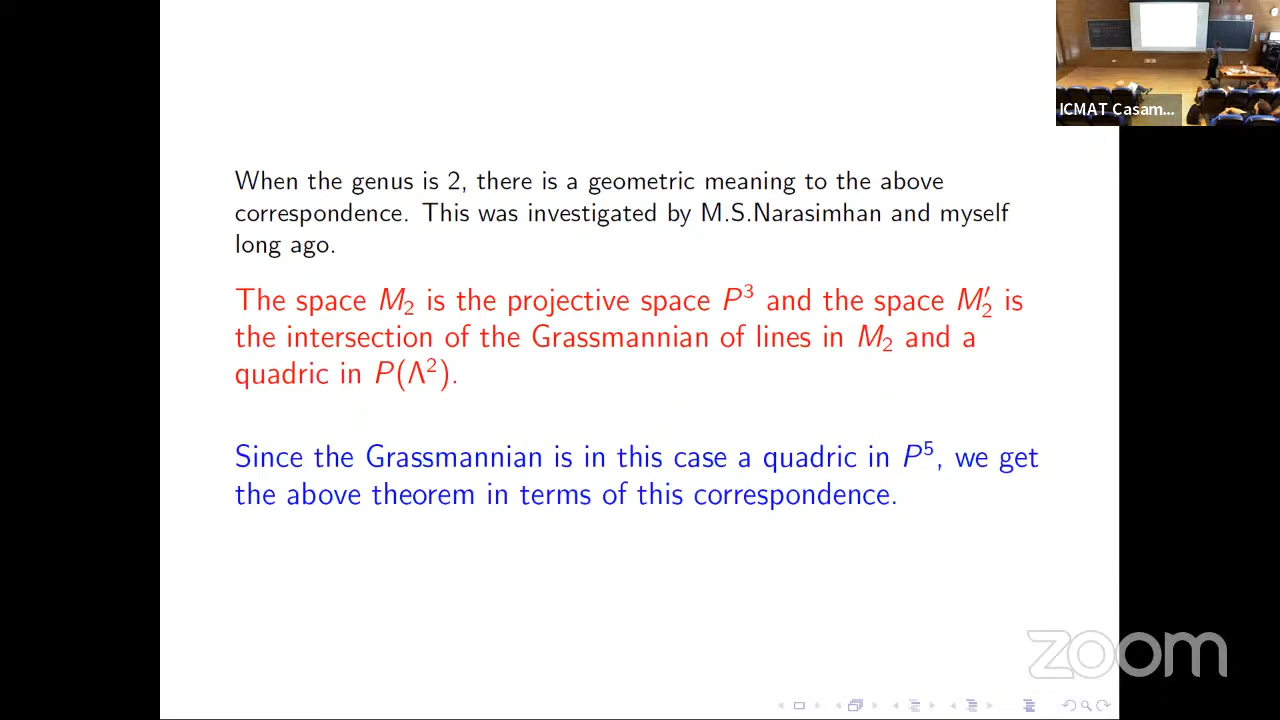 ICMAT Casam...
When the genus is 2, there is a geometric meaning to the above
correspondence. This was investigated by M.S.Narasimhan and myself
long ago.
The space M₂ is the projective space P³ and the space M′₂ is
the intersection of the Grassmannian of lines in M₂ and a
quadric in P(Λ²).
Since the Grassmannian is in this case a quadric in P⁵, we get
the above theorem in terms of this correspondence.
zoom